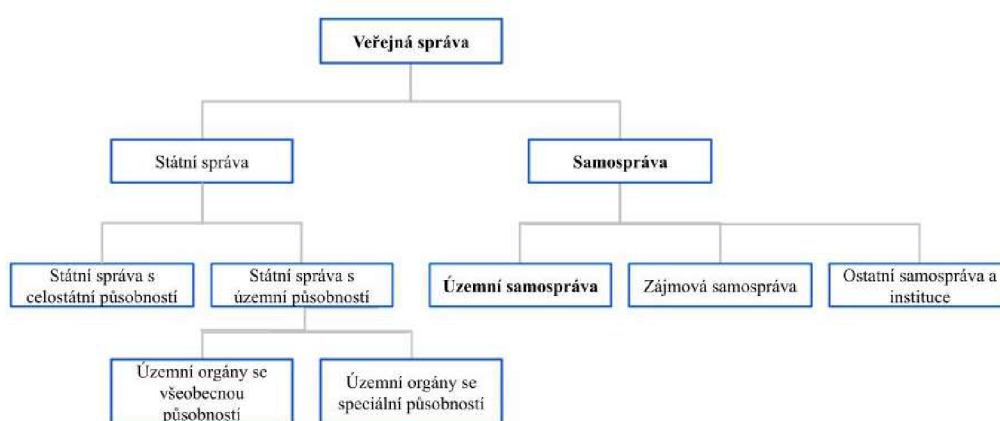 Veřejná správa
Státní správa
Samospráva
Státní správa s
celostátní působností
Státní správa s
územní působností
Územní samospráva
Zájmová samospráva
Ostatní samospráva a
instituce
Územní orgány se
všeobecnou
působností
Územní orgány se
speciální působností